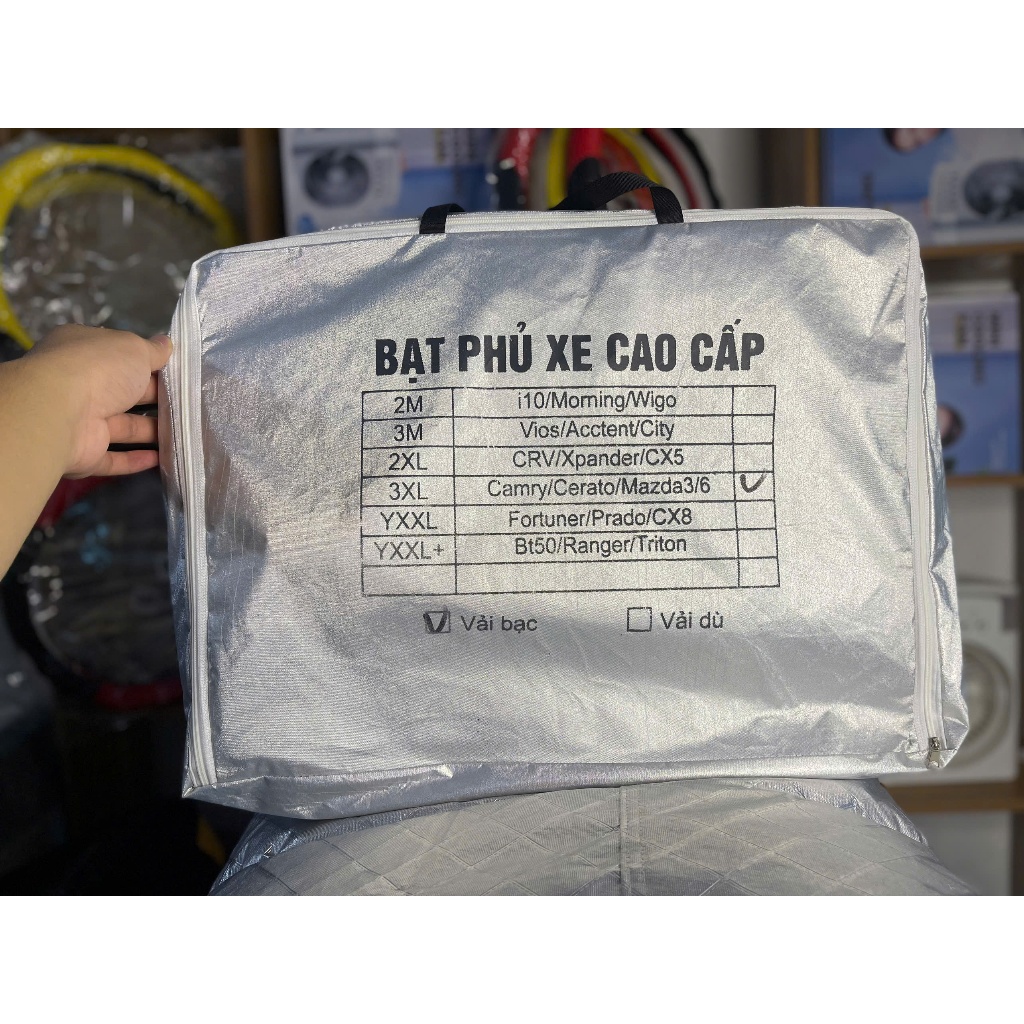 BẠT PHỦ XE CAO CẤP
2M i10/Morning/Wigo
3M Vios/Acctent/City
2XL CRV/Xpander/CX5
3XL Camry/Cerato/Mazda3/6
YXXL Fortuner/Prado/CX8
YXXL+ Bt50/Ranger/Triton
Vải bạc Vải dù